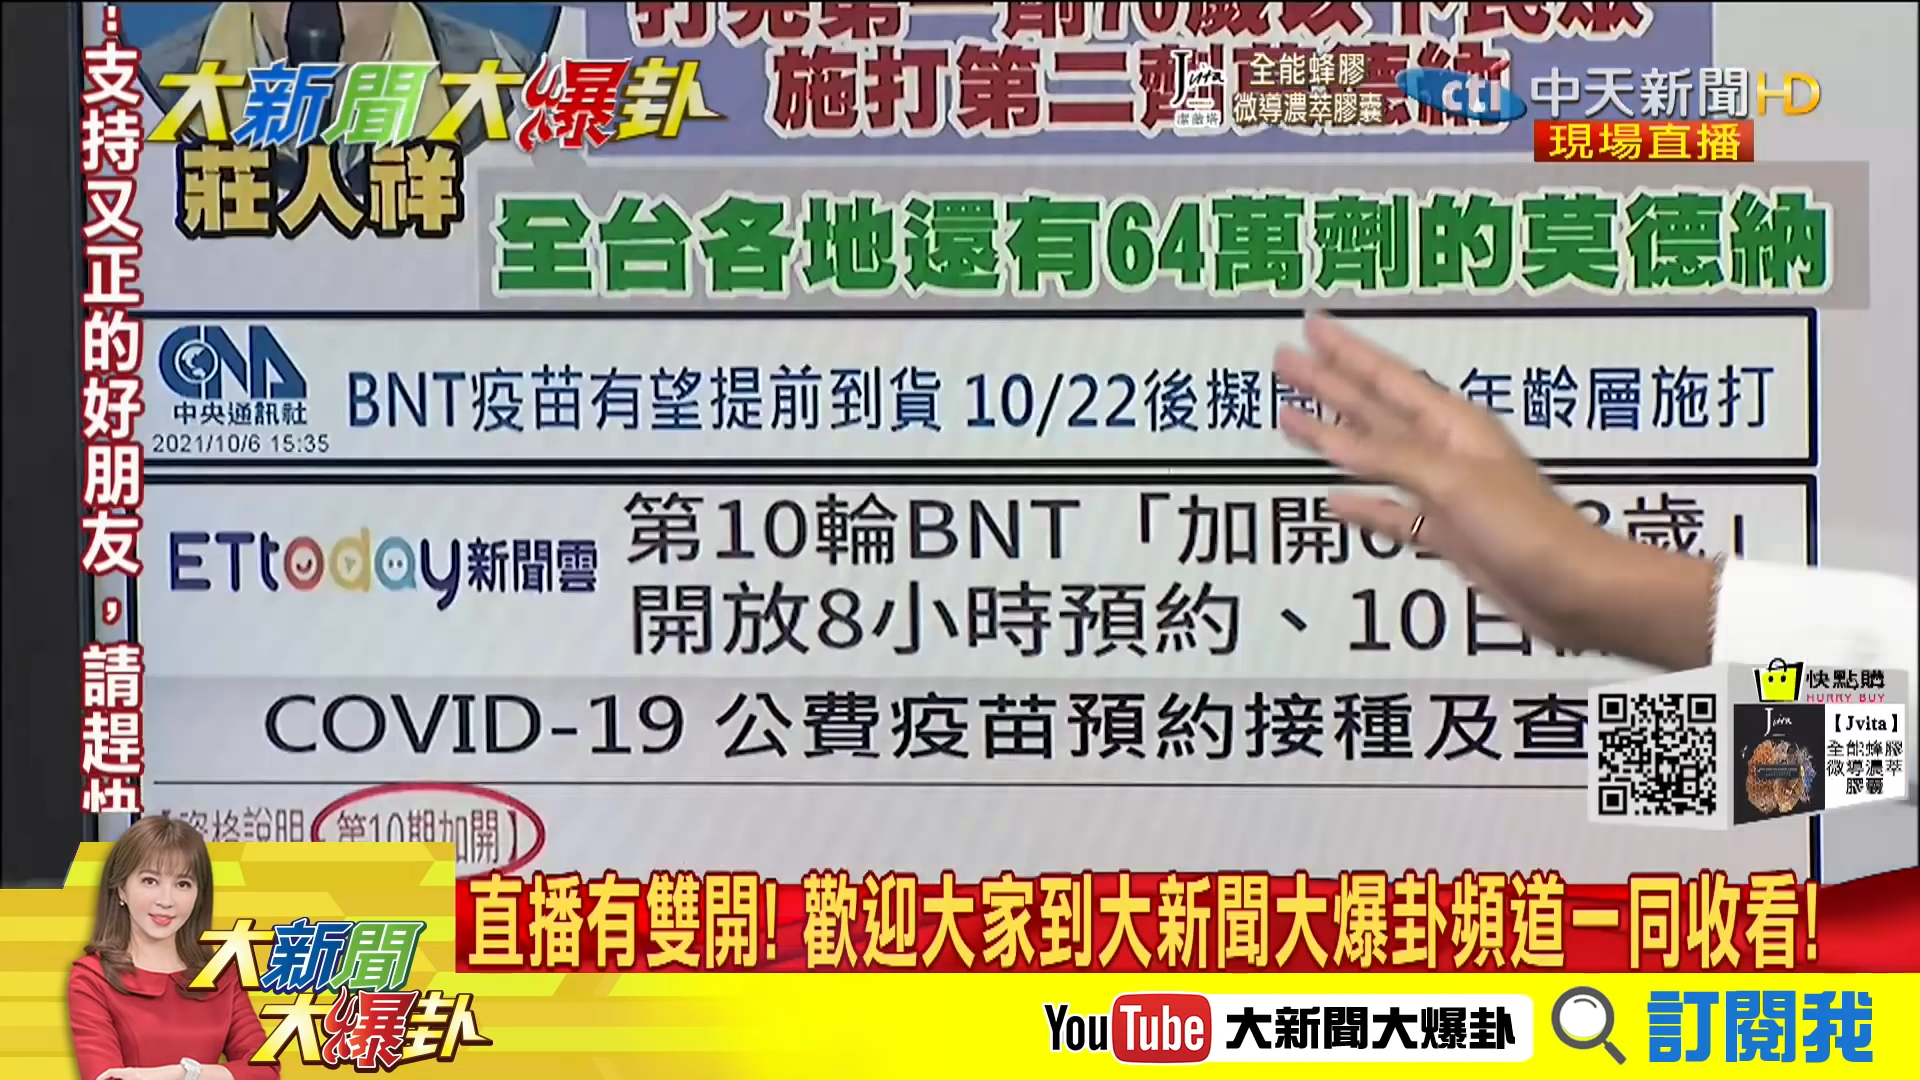 施打第二劑
大新聞大爆卦
Jvita
潔敵塔
全能蜂膠
微導濃萃膠囊
cti 中天新聞HD
現場直播
莊人祥
全台各地還有64萬劑的莫德納
支持又正的好朋友，請趕快
CNA
中央通訊社
2021/10/6 15:35
BNT疫苗有望提前到貨 10/22後擬開 年齡層施打
ETtoday新聞雲
第10輪BNT「加開 歲」
開放8小時預約、10日
COVID-19 公費疫苗預約接種及查
資格說明 第10期加開】
快點購
HURRY BUY
Jvita
【Jvita】
全能蜂膠
微導濃萃
膠囊
直播有雙開! 歡迎大家到大新聞大爆卦頻道一同收看!
大新聞
大爆卦
YouTube 大新聞大爆卦
訂閱我